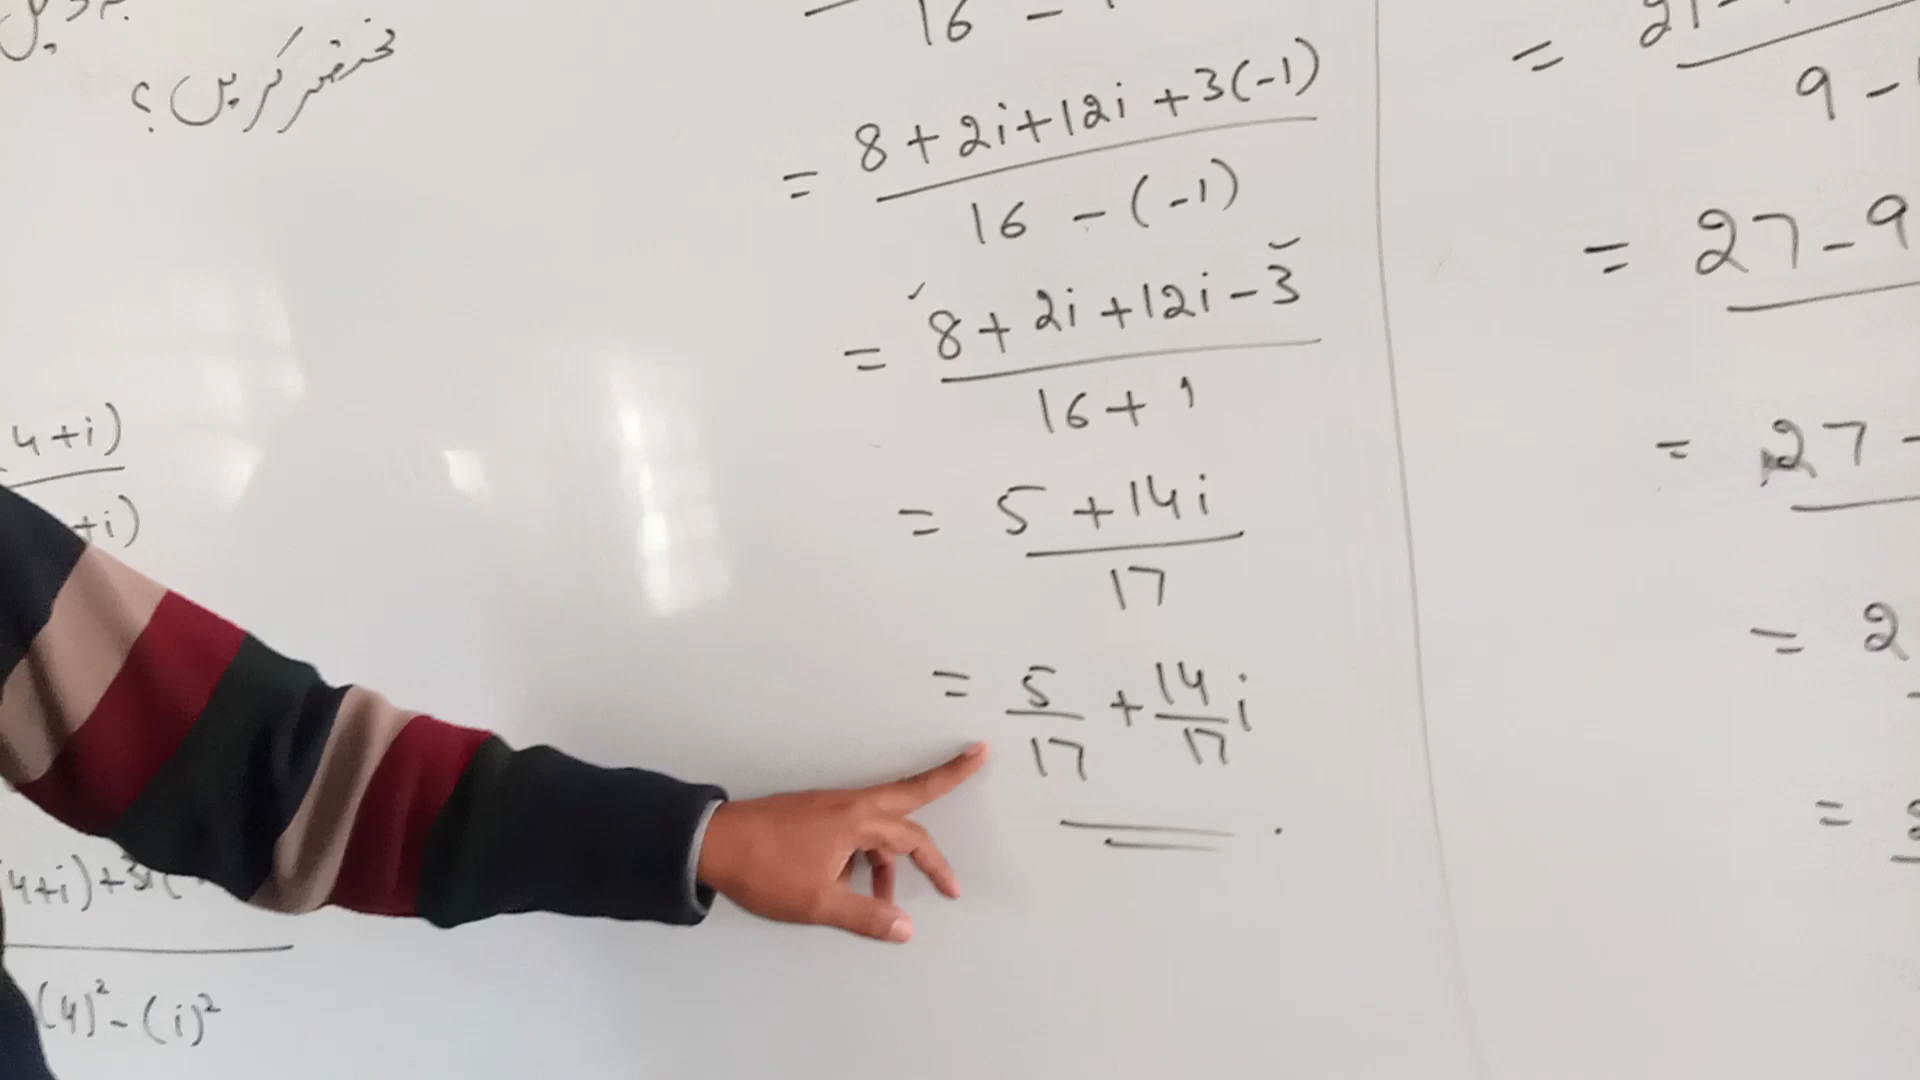 مختصر کریں؟
4+i)
+i)
4+i)+3i(
(4)² - (i)²
16 -
= 8 + 2i + 12i + 3(-1)
16 - (-1)
= 8 + 2i + 12i - 3
16 + 1
= 5 + 14i
17
= 5/17 + 14/17 i
=
9 -
= 27 - 9
= 27 -
= 2
=